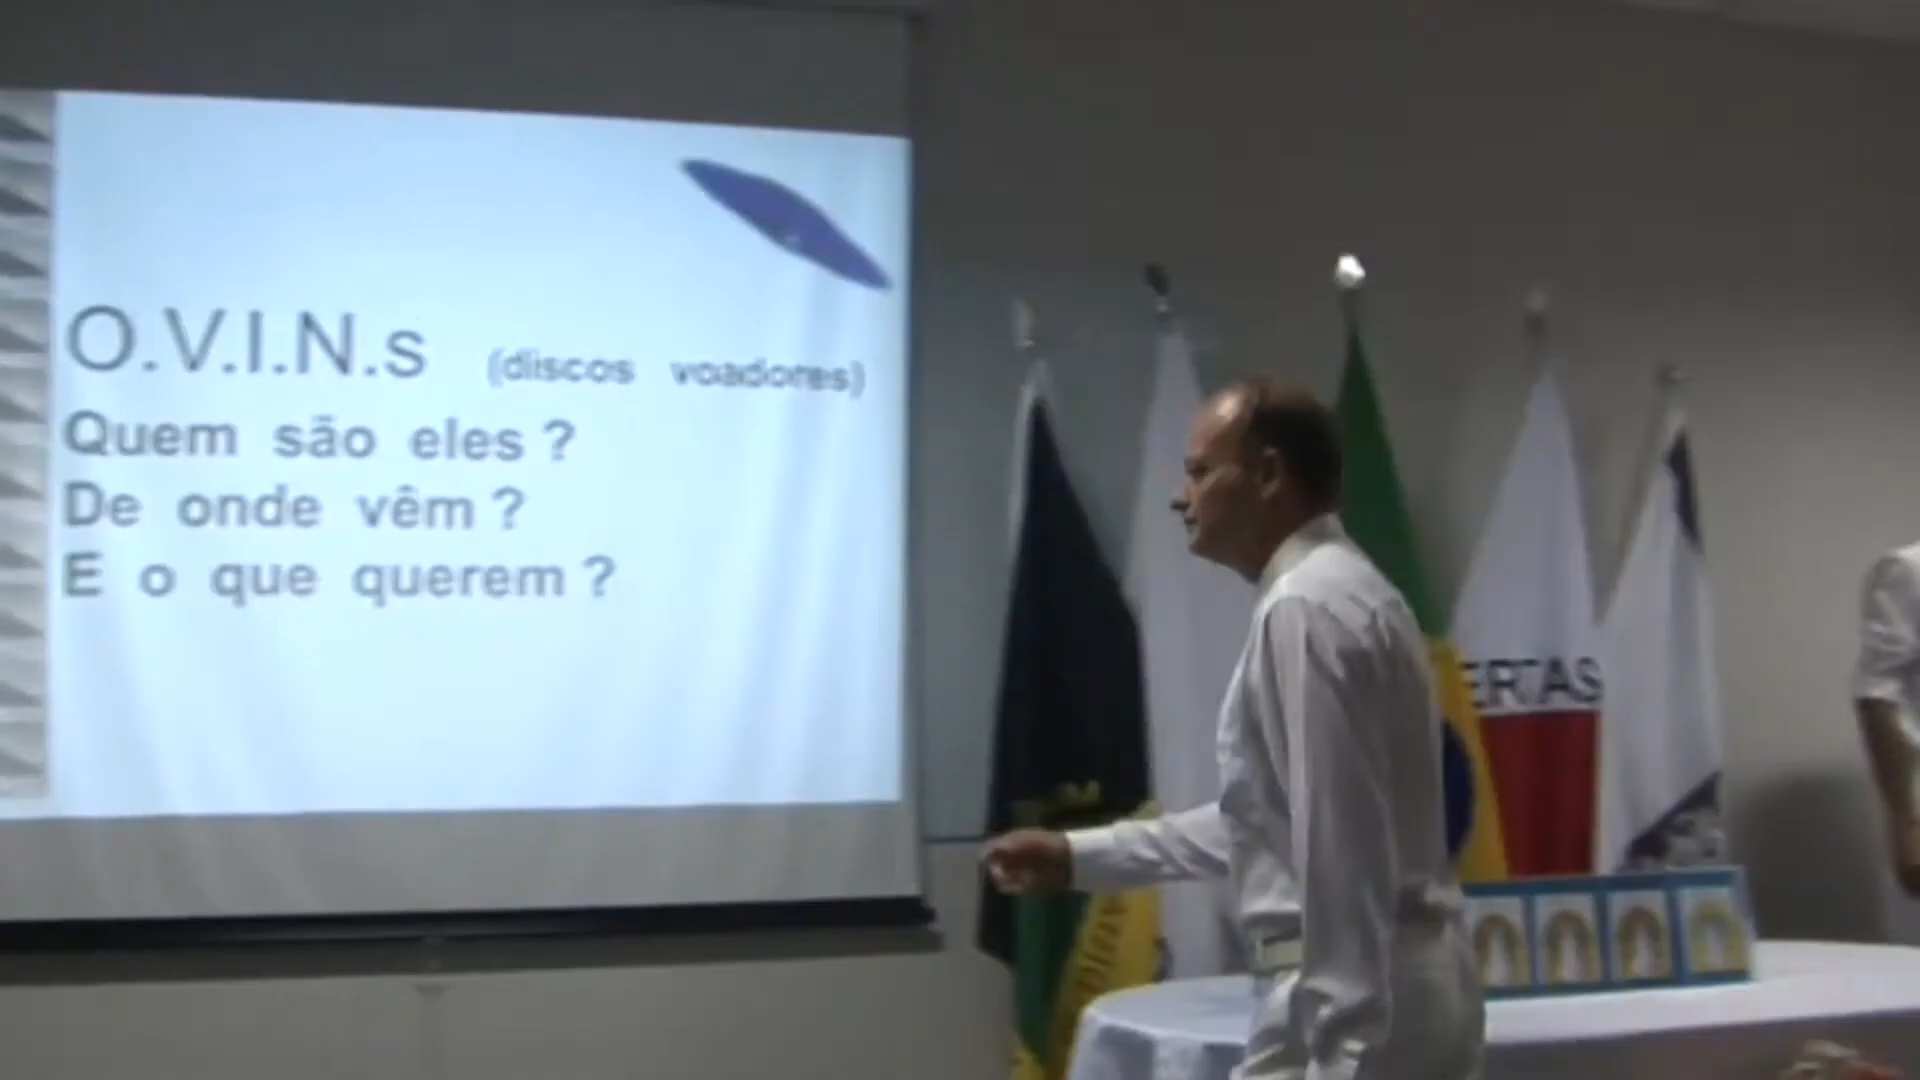 O.V.I.N.s (discos voadores)
Quem são eles ?
De onde vêm ?
E o que querem ?
ERTAS